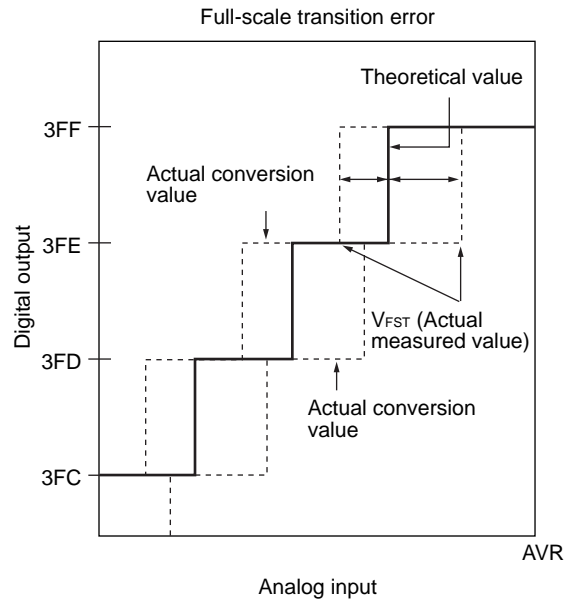 Full-scale transition error
Theoretical value
3FF
Actual conversion
value
3FE
Digital output
VFST (Actual
measured value)
3FD
Actual conversion
value
3FC
AVR
Analog input